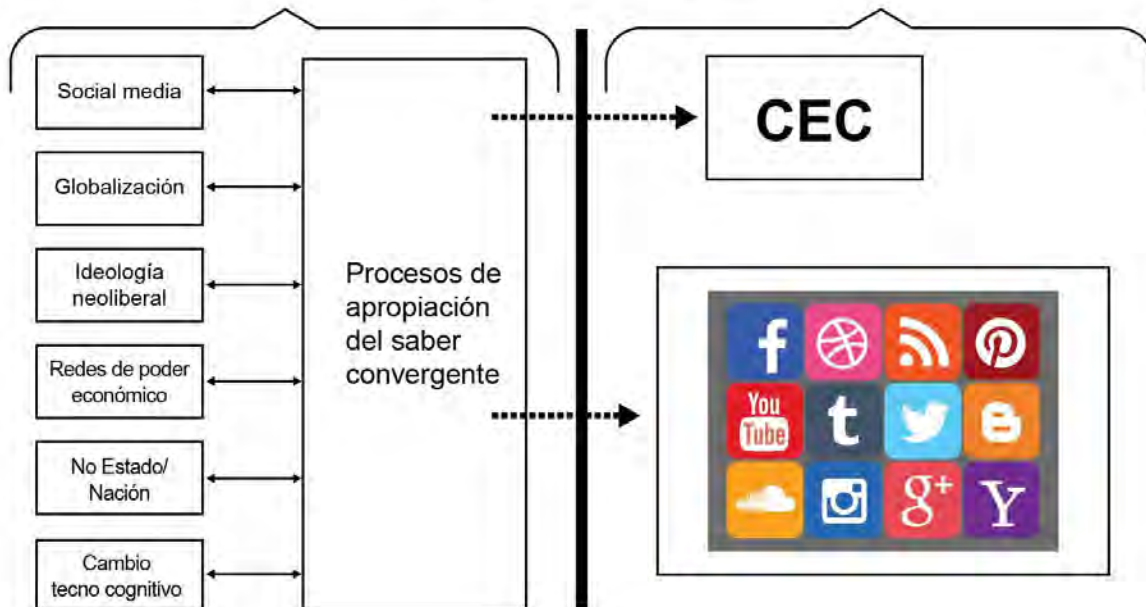 Social media
Globalización
Ideología
neoliberal
Redes de poder
económico
No Estado/
Nación
Cambio
tecno cognitivo
Procesos de
apropiación
del saber
convergente
CEC
f
You
Tube
t
g+
Y